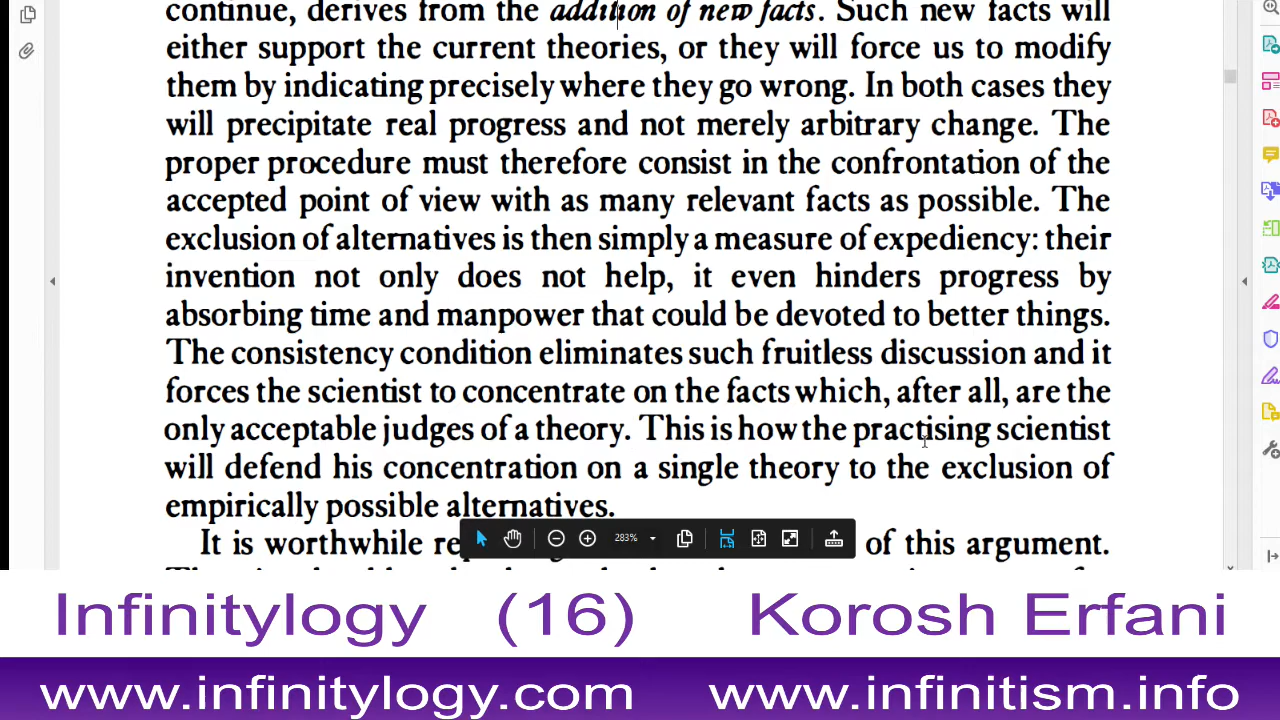 continue, derives from the addition of new facts. Such new facts will
either support the current theories, or they will force us to modify
them by indicating precisely where they go wrong. In both cases they
will precipitate real progress and not merely arbitrary change. The
proper procedure must therefore consist in the confrontation of the
accepted point of view with as many relevant facts as possible. The
exclusion of alternatives is then simply a measure of expediency: their
invention not only does not help, it even hinders progress by
absorbing time and manpower that could be devoted to better things.
The consistency condition eliminates such fruitless discussion and it
forces the scientist to concentrate on the facts which, after all, are the
only acceptable judges of a theory. This is how the practising scientist
will defend his concentration on a single theory to the exclusion of
empirically possible alternatives.
It is worthwhile of this argument.
283%
Infinitylogy (16) Korosh Erfani
www.infinitylogy.com www.infinitism.info